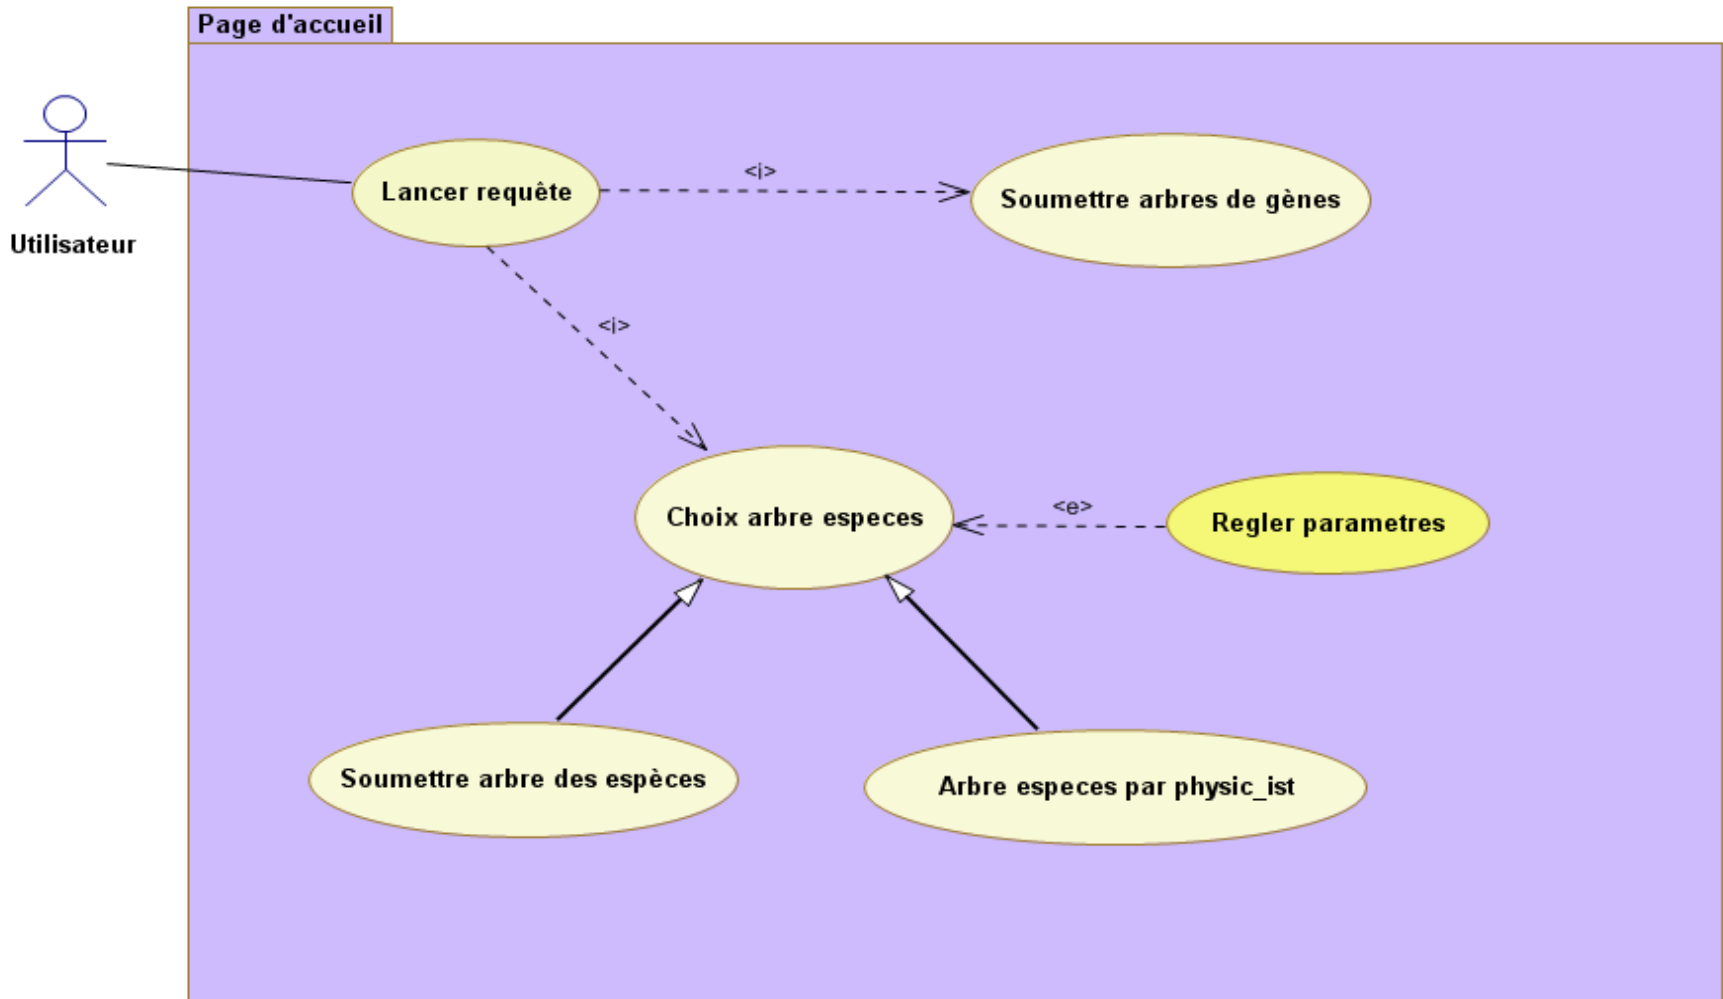 Page d'accueil
Lancer requête
<i>
Soumettre arbres de gènes
Utilisateur
<i>
Choix arbre especes
<e>
Regler parametres
Soumettre arbre des espèces
Arbre especes par physic_ist